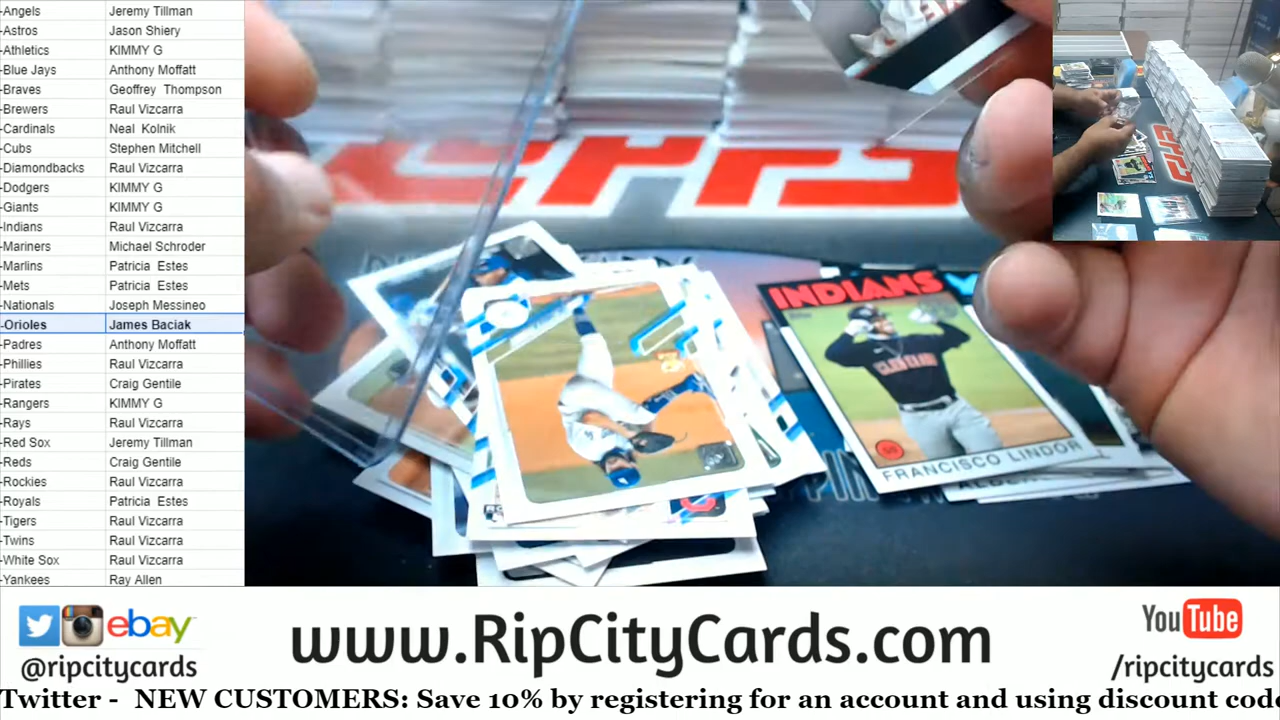 -Angels Jeremy Tillman
-Astros Jason Shiery
-Athletics KIMMY G
-Blue Jays Anthony Moffatt
-Braves Geoffrey Thompson
-Brewers Raul Vizcarra
-Cardinals Neal Kolnik
-Cubs Stephen Mitchell
-Diamondbacks Raul Vizcarra
-Dodgers KIMMY G
-Giants KIMMY G
-Indians Raul Vizcarra
-Mariners Michael Schroder
-Marlins Patricia Estes
-Mets Patricia Estes
-Nationals Joseph Messineo
-Orioles James Baciak
-Padres Anthony Moffatt
-Phillies Raul Vizcarra
-Pirates Craig Gentile
-Rangers KIMMY G
-Rays Raul Vizcarra
-Red Sox Jeremy Tillman
-Reds Craig Gentile
-Rockies Raul Vizcarra
-Royals Patricia Estes
-Tigers Raul Vizcarra
-Twins Raul Vizcarra
-White Sox Raul Vizcarra
-Yankees Ray Allen
INDIANS
FRANCISCO LINDOR
ebay
@ripcitycards
www.RipCityCards.com
YouTube
/ripcitycards
Twitter - NEW CUSTOMERS: Save 10% by registering for an account and using discount code